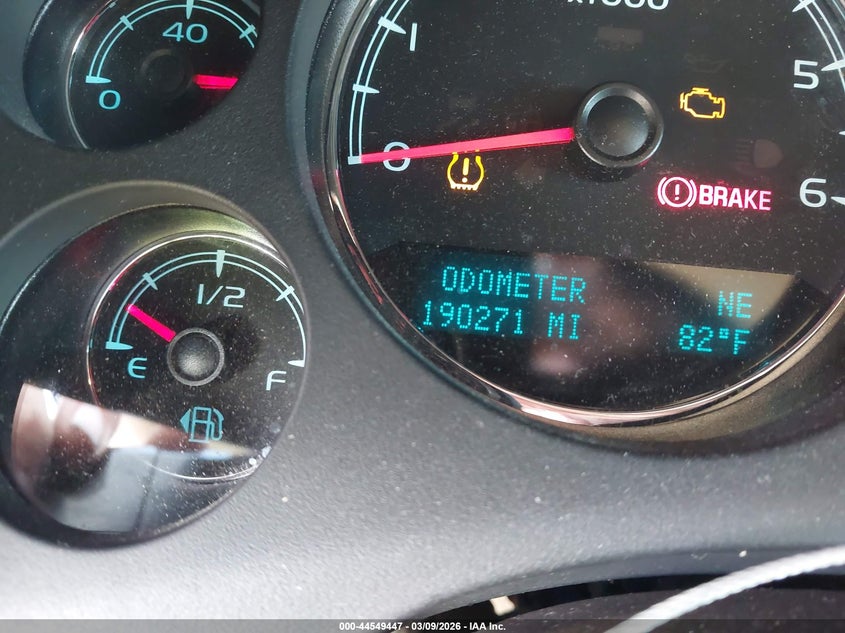 40
0
x1000
1
0
5
6
BRAKE
ODOMETER
190271 MI
NE
82°F
1/2
E
F
000-44549447 - 03/09/2026 - IAA Inc.